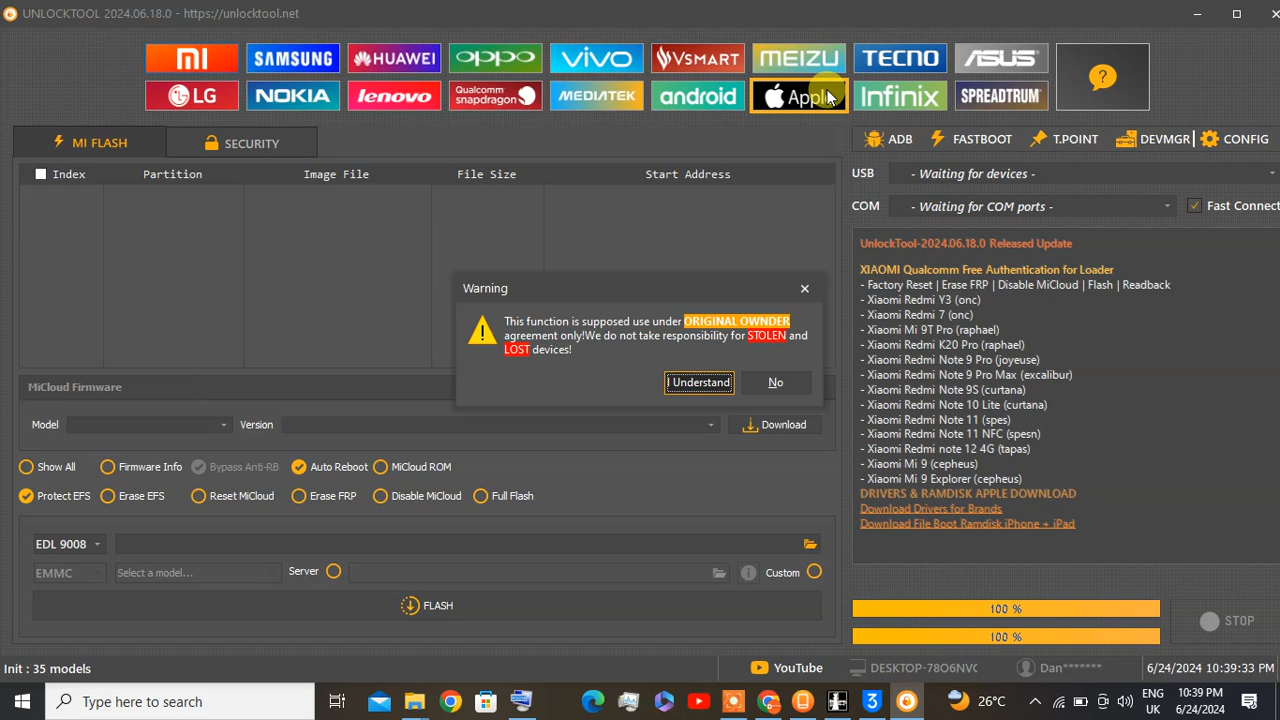 UNLOCKTOOL 2024.06.18.0 - https://unlocktool.net
MI SAMSUNG HUAWEI oppo vivo VSMART MEIZU TECNO ASUS ?
LG NOKIA lenovo Qualcomm snapdragon MEDIATEK android Apple Infinix SPREADTRUM
MI FLASH SECURITY
ADB FASTBOOT T.POINT DEVMGR CONFIG
Index Partition Image File File Size Start Address
USB - Waiting for devices -
COM - Waiting for COM ports - Fast Connect
UnlockTool-2024.06.18.0 Released Update
XIAOMI Qualcomm Free Authentication for Loader
- Factory Reset | Erase FRP | Disable MiCloud | Flash | Readback
- Xiaomi Redmi Y3 (onc)
- Xiaomi Redmi 7 (onc)
- Xiaomi Mi 9T Pro (raphael)
- Xiaomi Redmi K20 Pro (raphael)
- Xiaomi Redmi Note 9 Pro (joyeuse)
- Xiaomi Redmi Note 9 Pro Max (excalibur)
- Xiaomi Redmi Note 9S (curtana)
- Xiaomi Redmi Note 10 Lite (curtana)
- Xiaomi Redmi Note 11 (spes)
- Xiaomi Redmi Note 11 NFC (spesn)
- Xiaomi Redmi note 12 4G (tapas)
- Xiaomi Mi 9 (cepheus)
- Xiaomi Mi 9 Explorer (cepheus)
DRIVERS & RAMDISK APPLE DOWNLOAD
Download Drivers for Brands
Download File Boot Ramdisk iPhone + iPad
Warning
This function is supposed use under ORIGINAL OWNDER
agreement only!We do not take responsibility for STOLEN and
LOST devices!
I Understand No
MiCloud Firmware
Model Version Download
Show All Firmware Info Bypass Anti-RB Auto Reboot MiCloud ROM
Protect EFS Erase EFS Reset MiCloud Erase FRP Disable MiCloud Full Flash
EDL 9008
EMMC Select a model... Server Custom
FLASH
100 %
100 %
STOP
Init : 35 models YouTube DESKTOP-78O6NVC Dan******* 6/24/2024 10:39:33 PM
Type here to search 3 26°C ENG 10:39 PM
UK 6/24/2024